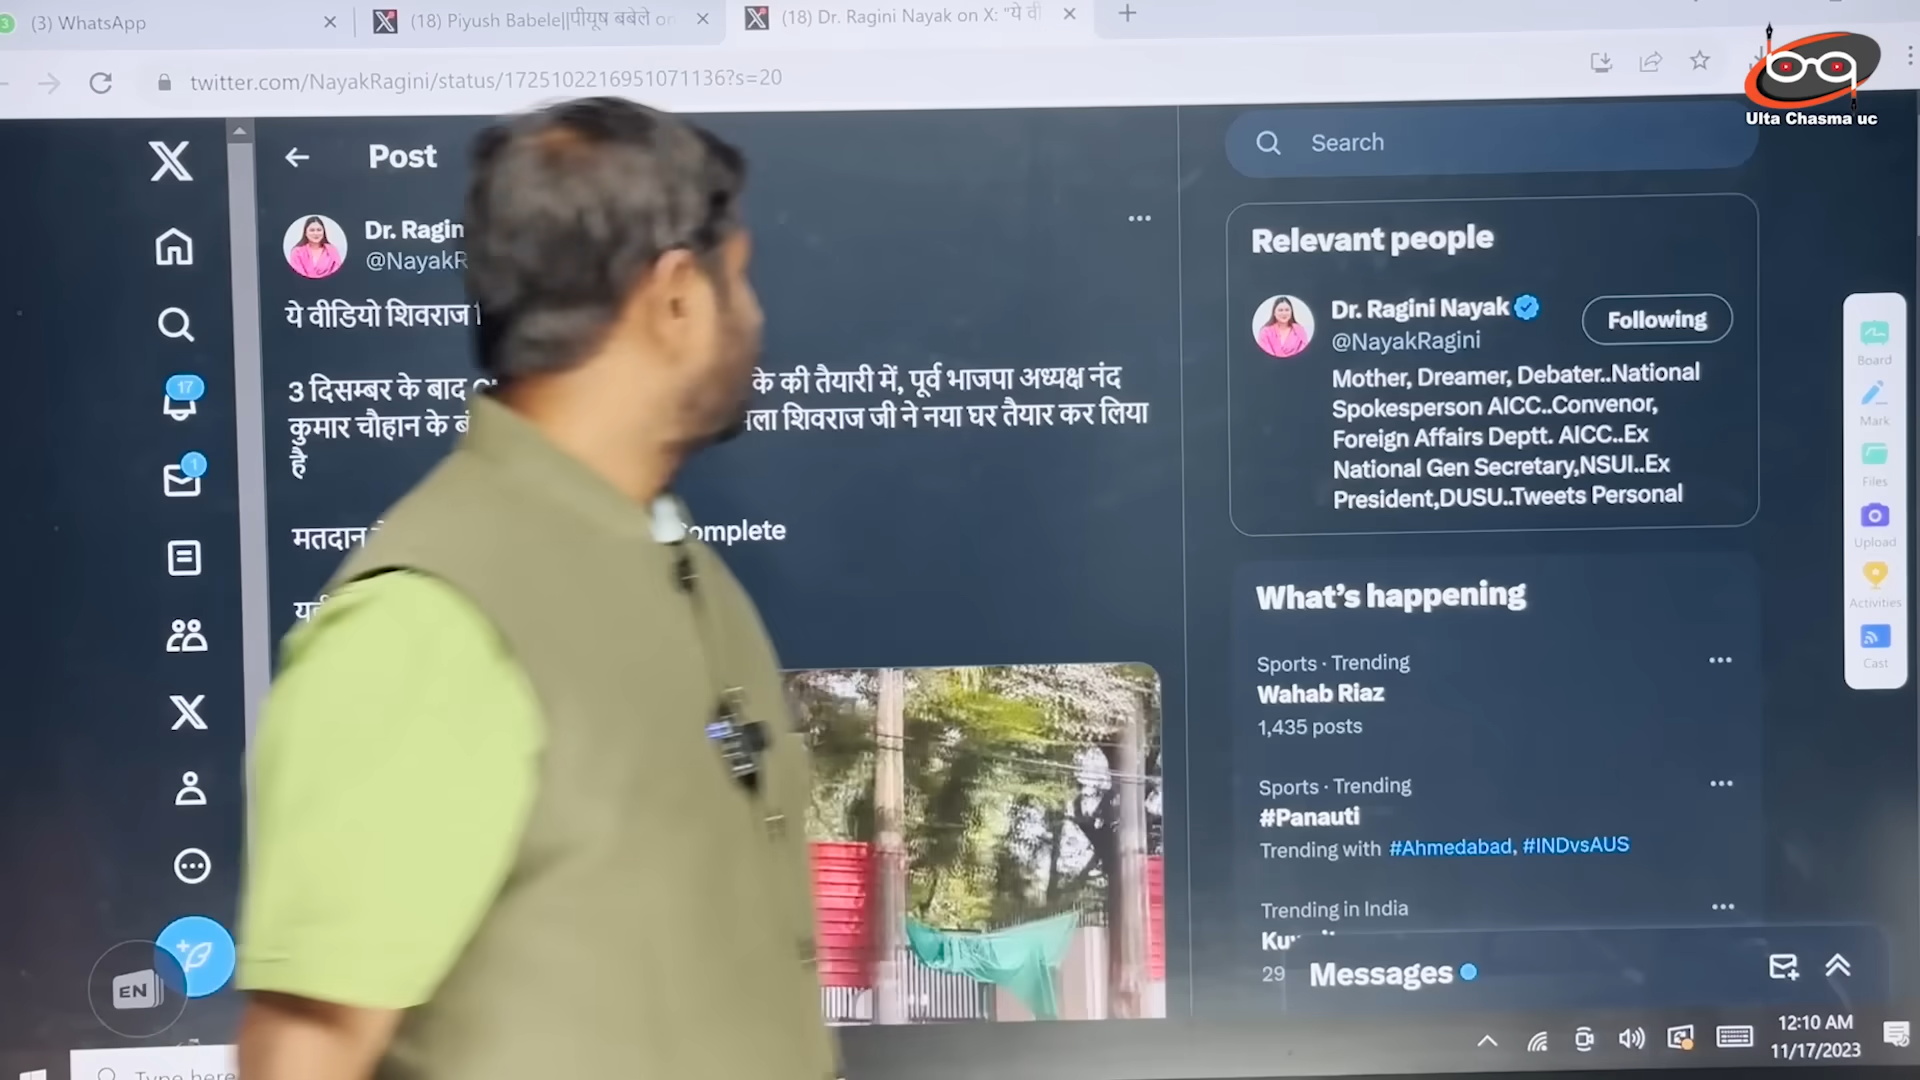 (3) WhatsApp
(18) Piyush Babele||पीयूष बबेले on
(18) Dr. Ragini Nayak on X: "ये वी
twitter.com/NayakRagini/status/1725102216951071136?s=20
Ulta Chasma uc
Post
Search
Dr. Ragin
@NayakR
ये वीडियो शिवराज
3 दिसम्बर के बाद
के की तैयारी में, पूर्व भाजपा अध्यक्ष नंद
कुमार चौहान के
शिवराज जी ने नया घर तैयार कर लिया
है
मतदान
omplete
17
1
Relevant people
Dr. Ragini Nayak
@NayakRagini
Following
Mother, Dreamer, Debater..National
Spokesperson AICC..Convenor,
Foreign Affairs Deptt. AICC..Ex
National Gen Secretary,NSUI..Ex
President,DUSU..Tweets Personal
What's happening
Sports · Trending
Wahab Riaz
1,435 posts
Sports · Trending
#Panauti
Trending with #Ahmedabad, #INDvsAUS
Trending in India
29
Messages
Board
Mark
Files
Upload
Activities
Cast
EN
Type here
12:10 AM
11/17/2023